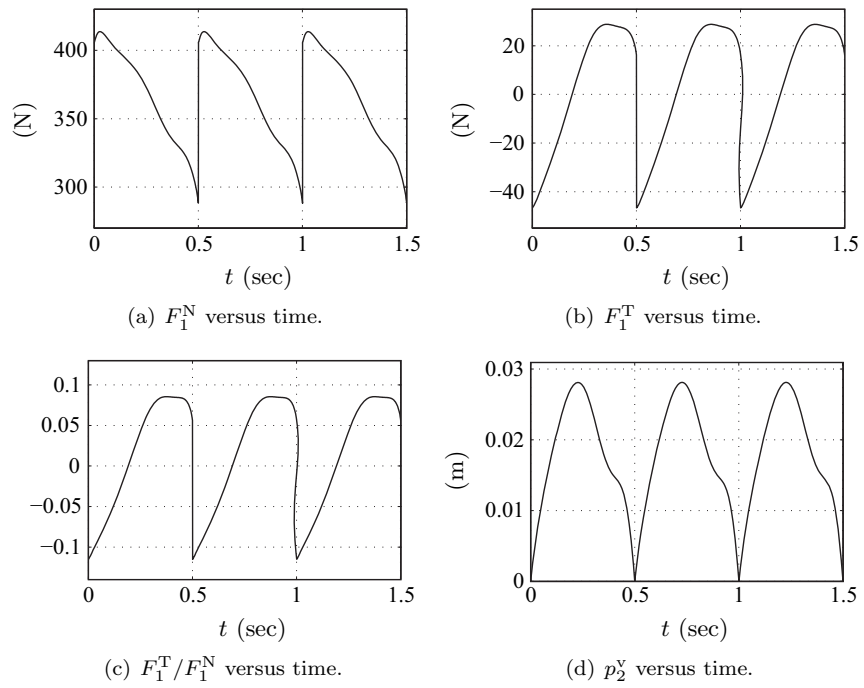 400
350
300
(N)
0 0.5 1 1.5
t (sec)
(a) F₁ᴺ versus time.
20
0
−20
−40
(N)
0 0.5 1 1.5
t (sec)
(b) F₁ᵀ versus time.
0.1
0.05
0
−0.05
−0.1
0 0.5 1 1.5
t (sec)
(c) F₁ᵀ/F₁ᴺ versus time.
0.03
0.02
0.01
0
(m)
0 0.5 1 1.5
t (sec)
(d) p₂ᵛ versus time.